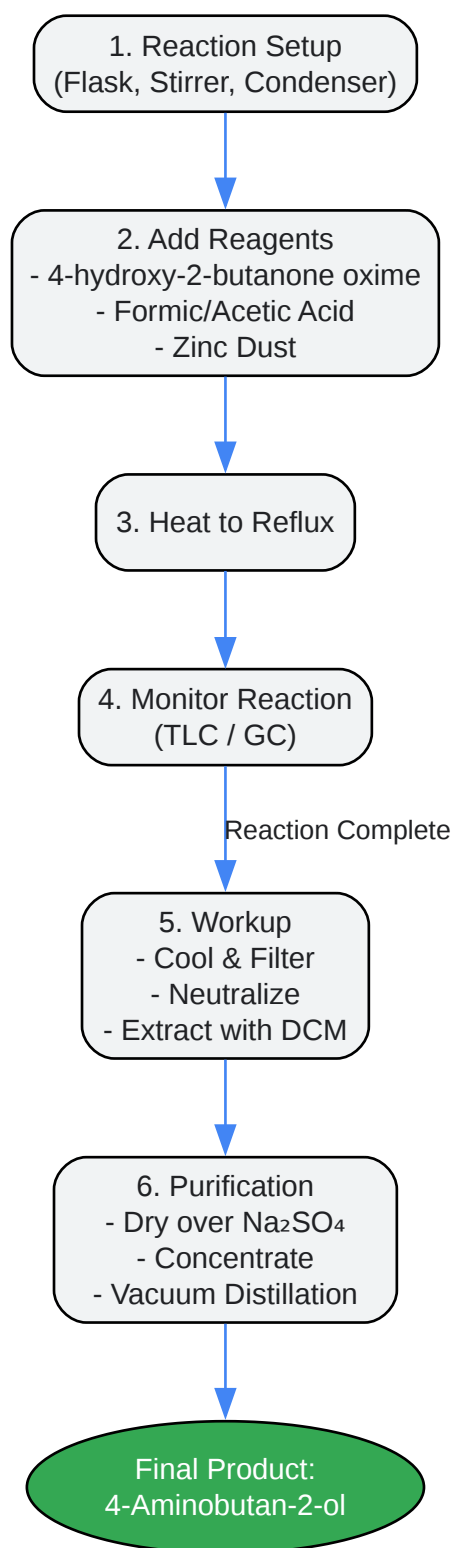 1. Reaction Setup
(Flask, Stirrer, Condenser)
2. Add Reagents
- 4-hydroxy-2-butanone oxime
- Formic/Acetic Acid
- Zinc Dust
3. Heat to Reflux
4. Monitor Reaction
(TLC / GC)
Reaction Complete
5. Workup
- Cool & Filter
- Neutralize
- Extract with DCM
6. Purification
- Dry over Na₂SO₄
- Concentrate
- Vacuum Distillation
Final Product:
4-Aminobutan-2-ol